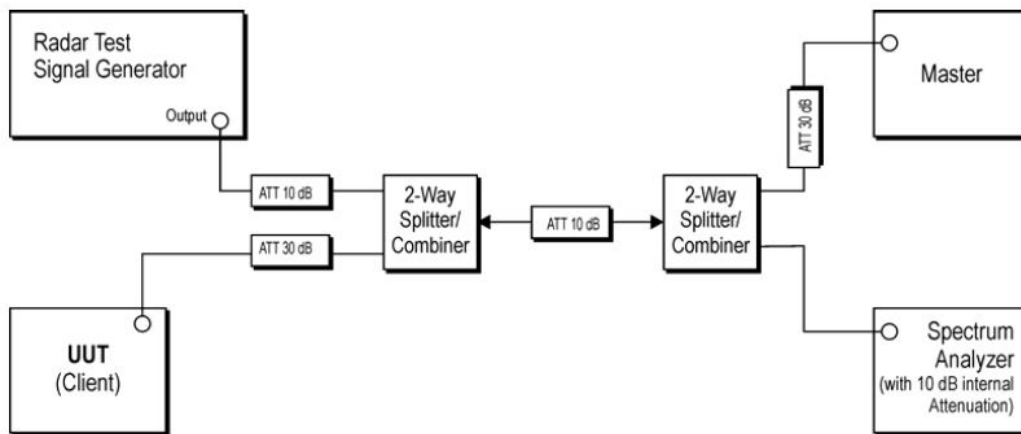 Radar Test
Signal Generator
Output
ATT 10 dB
2-Way
Splitter/
Combiner
ATT 30 dB
UUT
(Client)
ATT 10 dB
2-Way
Splitter/
Combiner
ATT 30 dB
Master
Spectrum
Analyzer
(with 10 dB internal
Attenuation)